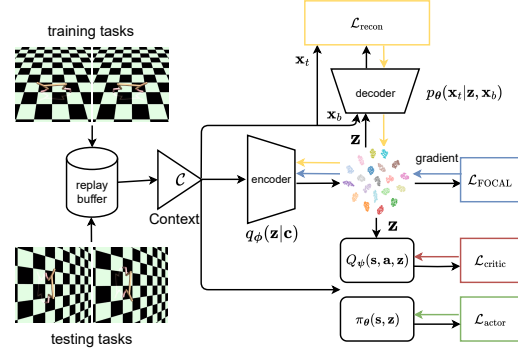 training tasks
replay
buffer
testing tasks
𝒞
Context
encoder
q_ϕ(z|c)
ℒ_recon
x_t
decoder
p_θ(x_t|z, x_b)
x_b
z
gradient
ℒ_FOCAL
z
Q_ψ(s, a, z)
ℒ_critic
π_θ(s, z)
ℒ_actor